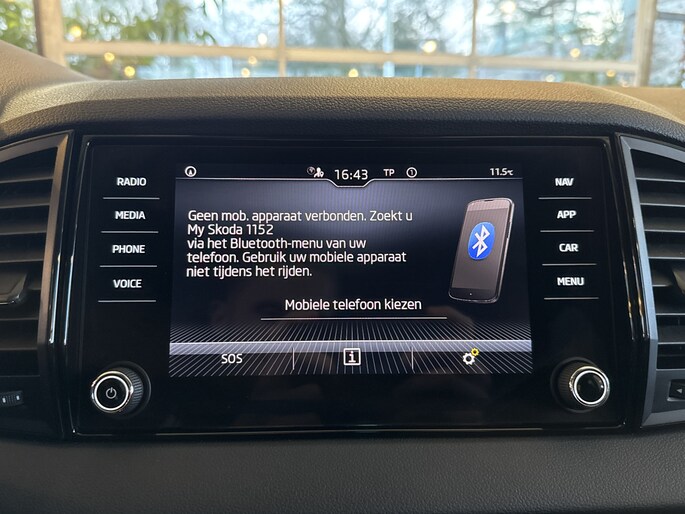 16:43 TP 1 11.5°C
RADIO
MEDIA
PHONE
VOICE
Geen mob. apparaat verbonden. Zoekt u
My Skoda 1152
via het Bluetooth-menu van uw
telefoon. Gebruik uw mobiele apparaat
niet tijdens het rijden.
Mobiele telefoon kiezen
SOS
NAV
APP
CAR
MENU